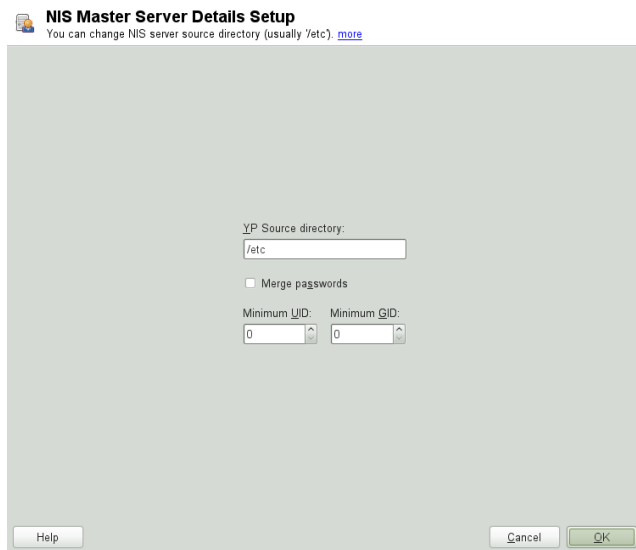 NIS Master Server Details Setup
You can change NIS server source directory (usually '/etc'). more
YP Source directory:
/etc
Merge passwords
Minimum UID: Minimum GID:
0 0
Help Cancel OK